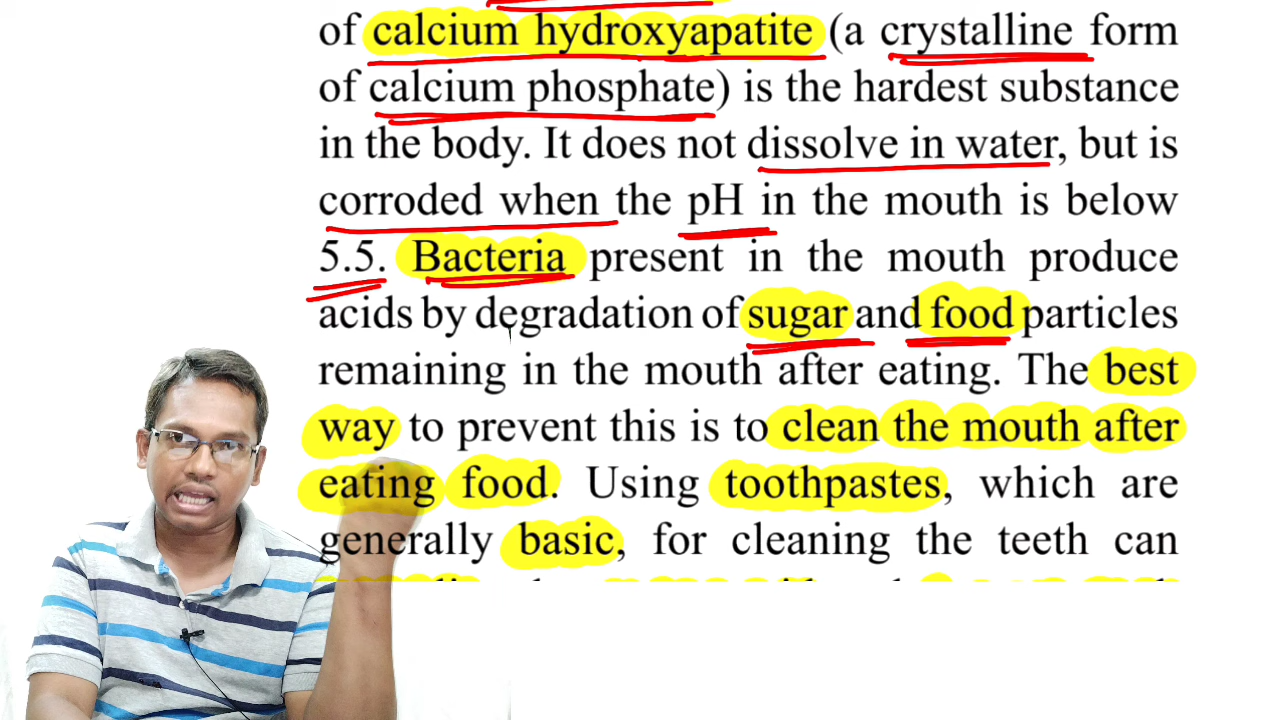 of calcium hydroxyapatite (a crystalline form
of calcium phosphate) is the hardest substance
in the body. It does not dissolve in water, but is
corroded when the pH in the mouth is below
5.5. Bacteria present in the mouth produce
acids by degradation of sugar and food particles
remaining in the mouth after eating. The best
way to prevent this is to clean the mouth after
eating food. Using toothpastes, which are
generally basic, for cleaning the teeth can